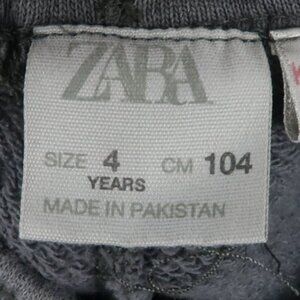 ZARA
SIZE 4 CM 104
YEARS
MADE IN PAKISTAN
K